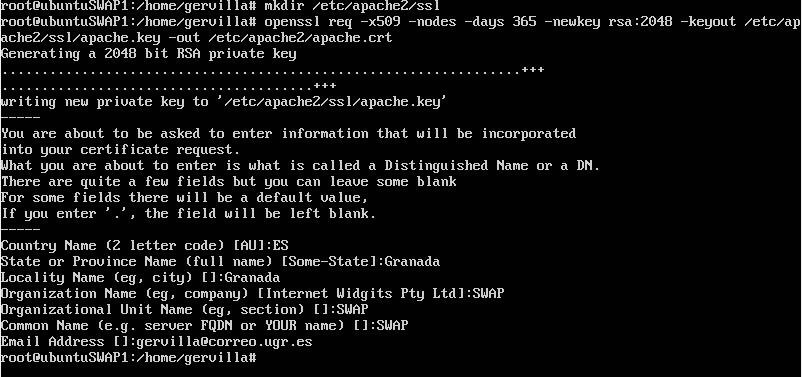 root@ubuntuSWAP1:/home/gervilla# mkdir /etc/apache2/ssl
root@ubuntuSWAP1:/home/gervilla# openssl req -x509 -nodes -days 365 -newkey rsa:2048 -keyout /etc/ap
ache2/ssl/apache.key -out /etc/apache2/apache.crt
Generating a 2048 bit RSA private key
.................................................................+++
.......................................+++
writing new private key to '/etc/apache2/ssl/apache.key'
-----
You are about to be asked to enter information that will be incorporated
into your certificate request.
What you are about to enter is what is called a Distinguished Name or a DN.
There are quite a few fields but you can leave some blank
For some fields there will be a default value,
If you enter '.', the field will be left blank.
-----
Country Name (2 letter code) [AU]:ES
State or Province Name (full name) [Some-State]:Granada
Locality Name (eg, city) []:Granada
Organization Name (eg, company) [Internet Widgits Pty Ltd]:SWAP
Organizational Unit Name (eg, section) []:SWAP
Common Name (e.g. server FQDN or YOUR name) []:SWAP
Email Address []:gervilla@correo.ugr.es
root@ubuntuSWAP1:/home/gervilla#